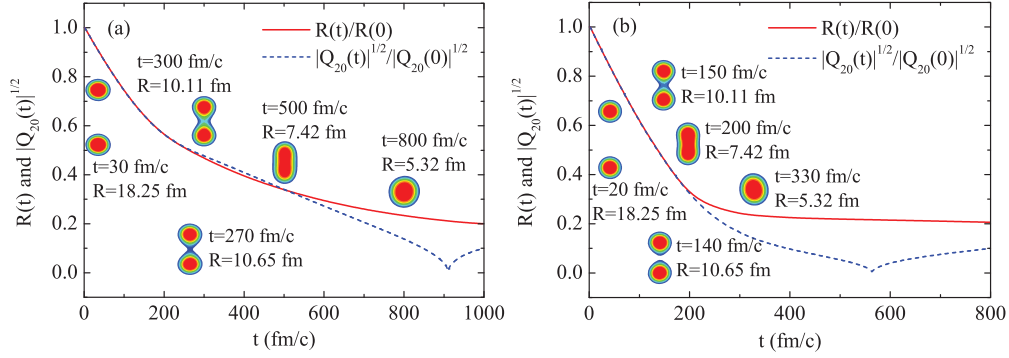 (a)
R(t)/R(0)
|Q20(t)|1/2/|Q20(0)|1/2
t=300 fm/c
R=10.11 fm
t=500 fm/c
R=7.42 fm
t=800 fm/c
R=5.32 fm
t=30 fm/c
R=18.25 fm
t=270 fm/c
R=10.65 fm
R(t) and |Q20(t)|1/2
1.0
0.8
0.6
0.4
0.2
0.0
0 200 400 600 800 1000
t (fm/c)
(b)
R(t)/R(0)
|Q20(t)|1/2/|Q20(0)|1/2
t=150 fm/c
R=10.11 fm
t=200 fm/c
R=7.42 fm
t=330 fm/c
R=5.32 fm
t=20 fm/c
R=18.25 fm
t=140 fm/c
R=10.65 fm
R(t) and |Q20(t)|1/2
1.0
0.8
0.6
0.4
0.2
0.0
0 200 400 600 800
t (fm/c)